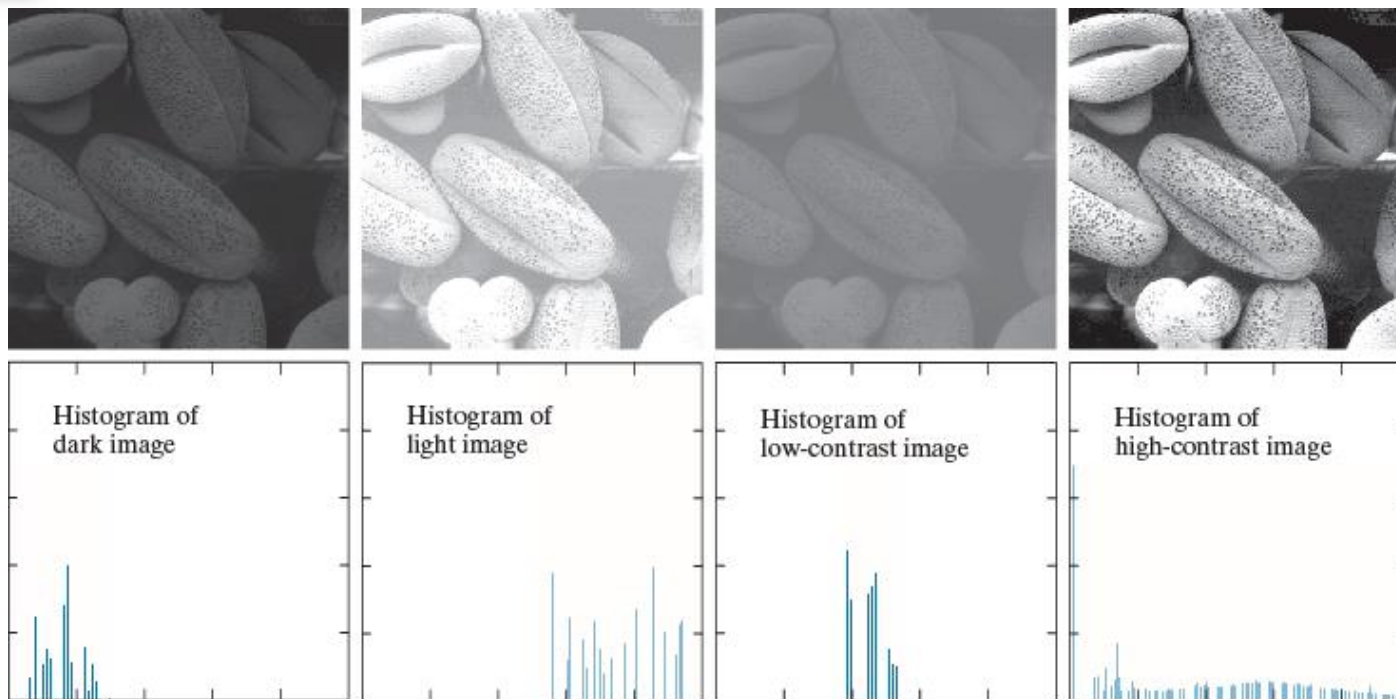 Histogram of
dark image
Histogram of
light image
Histogram of
low-contrast image
Histogram of
high-contrast image